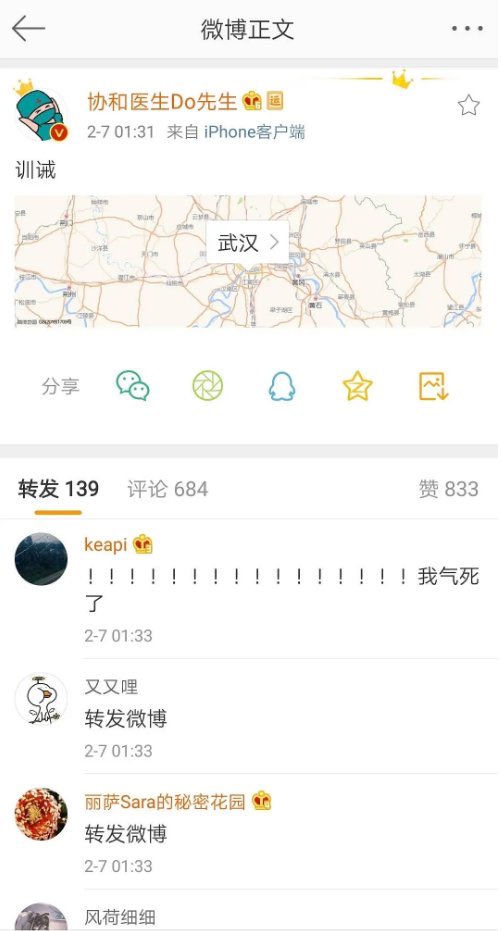 微博正文
协和医生Do先生
2-7 01:31 来自 iPhone客户端
训诫
武汉
分享
转发 139 评论 684 赞 833
keapi
！！！！！！！！！！！！！！！！我气死
了
2-7 01:33
又又哩
转发微博
2-7 01:33
丽萨Sara的秘密花园
转发微博
2-7 01:33
风荷细细